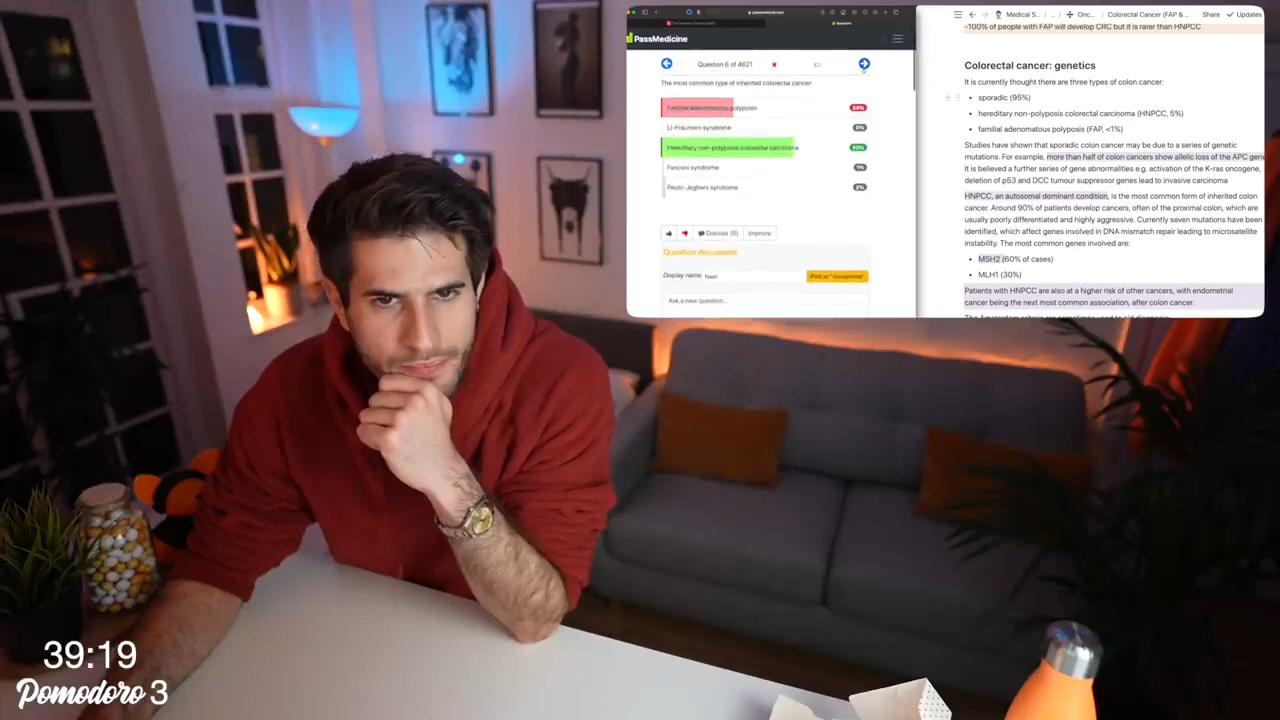 PassMedicine
Question 6 of 4621
The most common type of inherited colorectal cancer:
34%
Li-Fraumeni syndrome
Hereditary non-polyposis colorectal carcinoma
Fanconi syndrome
1%
Peutz-Jeghers syndrome
Discuss (5)
Improve
Question discussion
Display name:
Ask a new question...
Medical S...
/
...
/
Onc...
/
Colorectal Cancer (FAP & ...
Share
Updates
~100% of people with FAP will develop CRC but it is rarer than HNPCC
Colorectal cancer: genetics
It is currently thought there are three types of colon cancer:
• sporadic (95%)
• hereditary non-polyposis colorectal carcinoma (HNPCC, 5%)
• familial adenomatous polyposis (FAP, <1%)
Studies have shown that sporadic colon cancer may be due to a series of genetic
mutations. For example, more than half of colon cancers show allelic loss of the APC gene
It is believed a further series of gene abnormalities e.g. activation of the K-ras oncogene,
deletion of p53 and DCC tumour suppressor genes lead to invasive carcinoma
HNPCC, an autosomal dominant condition, is the most common form of inherited colon
cancer. Around 90% of patients develop cancers, often of the proximal colon, which are
usually poorly differentiated and highly aggressive. Currently seven mutations have been
identified, which affect genes involved in DNA mismatch repair leading to microsatellite
instability. The most common genes involved are:
• MSH2 (60% of cases)
• MLH1 (30%)
Patients with HNPCC are also at a higher risk of other cancers, with endometrial
cancer being the next most common association, after colon cancer.
39:19
Pomodoro 3